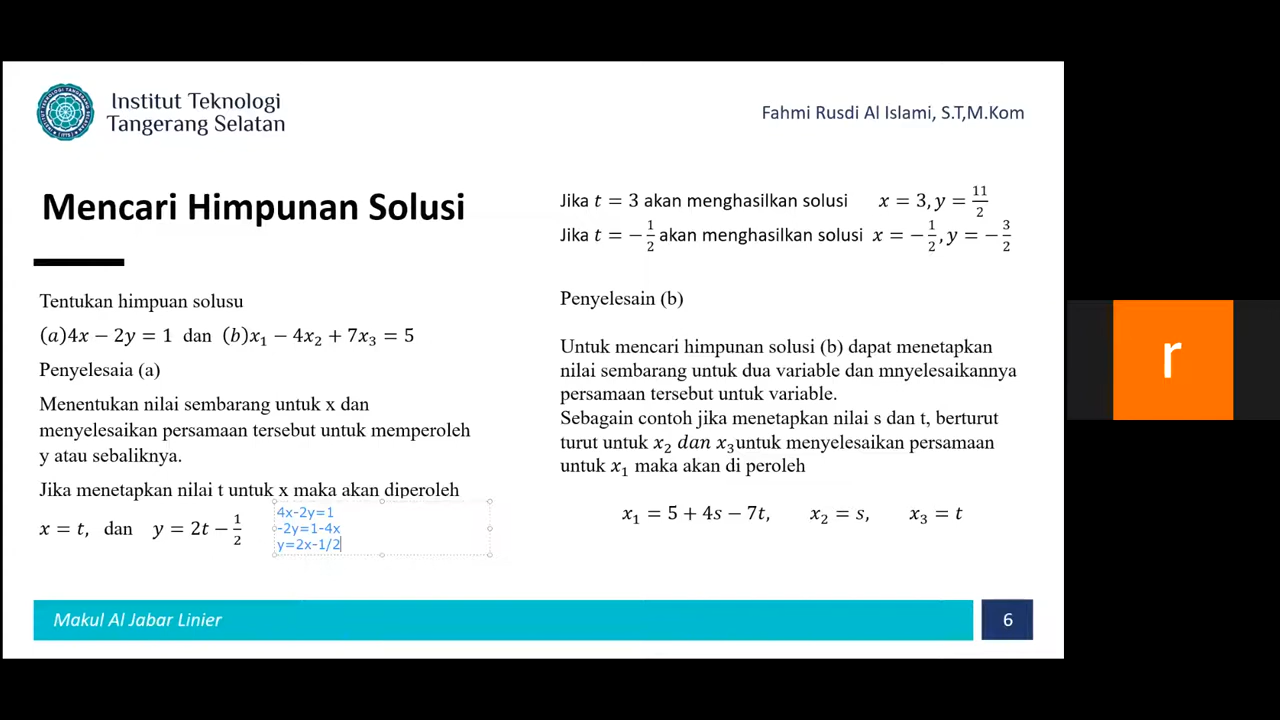 Institut Teknologi
Tangerang Selatan
Fahmi Rusdi Al Islami, S.T,M.Kom
Mencari Himpunan Solusi
Tentukan himpuan solusu
(a)4x − 2y = 1 dan (b)x₁ − 4x₂ + 7x₃ = 5
Penyelesaia (a)
Menentukan nilai sembarang untuk x dan
menyelesaikan persamaan tersebut untuk memperoleh
y atau sebaliknya.
Jika menetapkan nilai t untuk x maka akan diperoleh
x = t, dan y = 2t − 1/2
4x-2y=1
-2y=1-4x
y=2x-1/2
Jika t = 3 akan menghasilkan solusi x = 3, y = 11/2
Jika t = − 1/2 akan menghasilkan solusi x = − 1/2, y = − 3/2
Penyelesain (b)
Untuk mencari himpunan solusi (b) dapat menetapkan
nilai sembarang untuk dua variable dan mnyelesaikannya
persamaan tersebut untuk variable.
Sebagain contoh jika menetapkan nilai s dan t, berturut
turut untuk x₂ dan x₃untuk menyelesaikan persamaan
untuk x₁ maka akan di peroleh
x₁ = 5 + 4s − 7t, x₂ = s, x₃ = t
r
Makul Al Jabar Linier
6